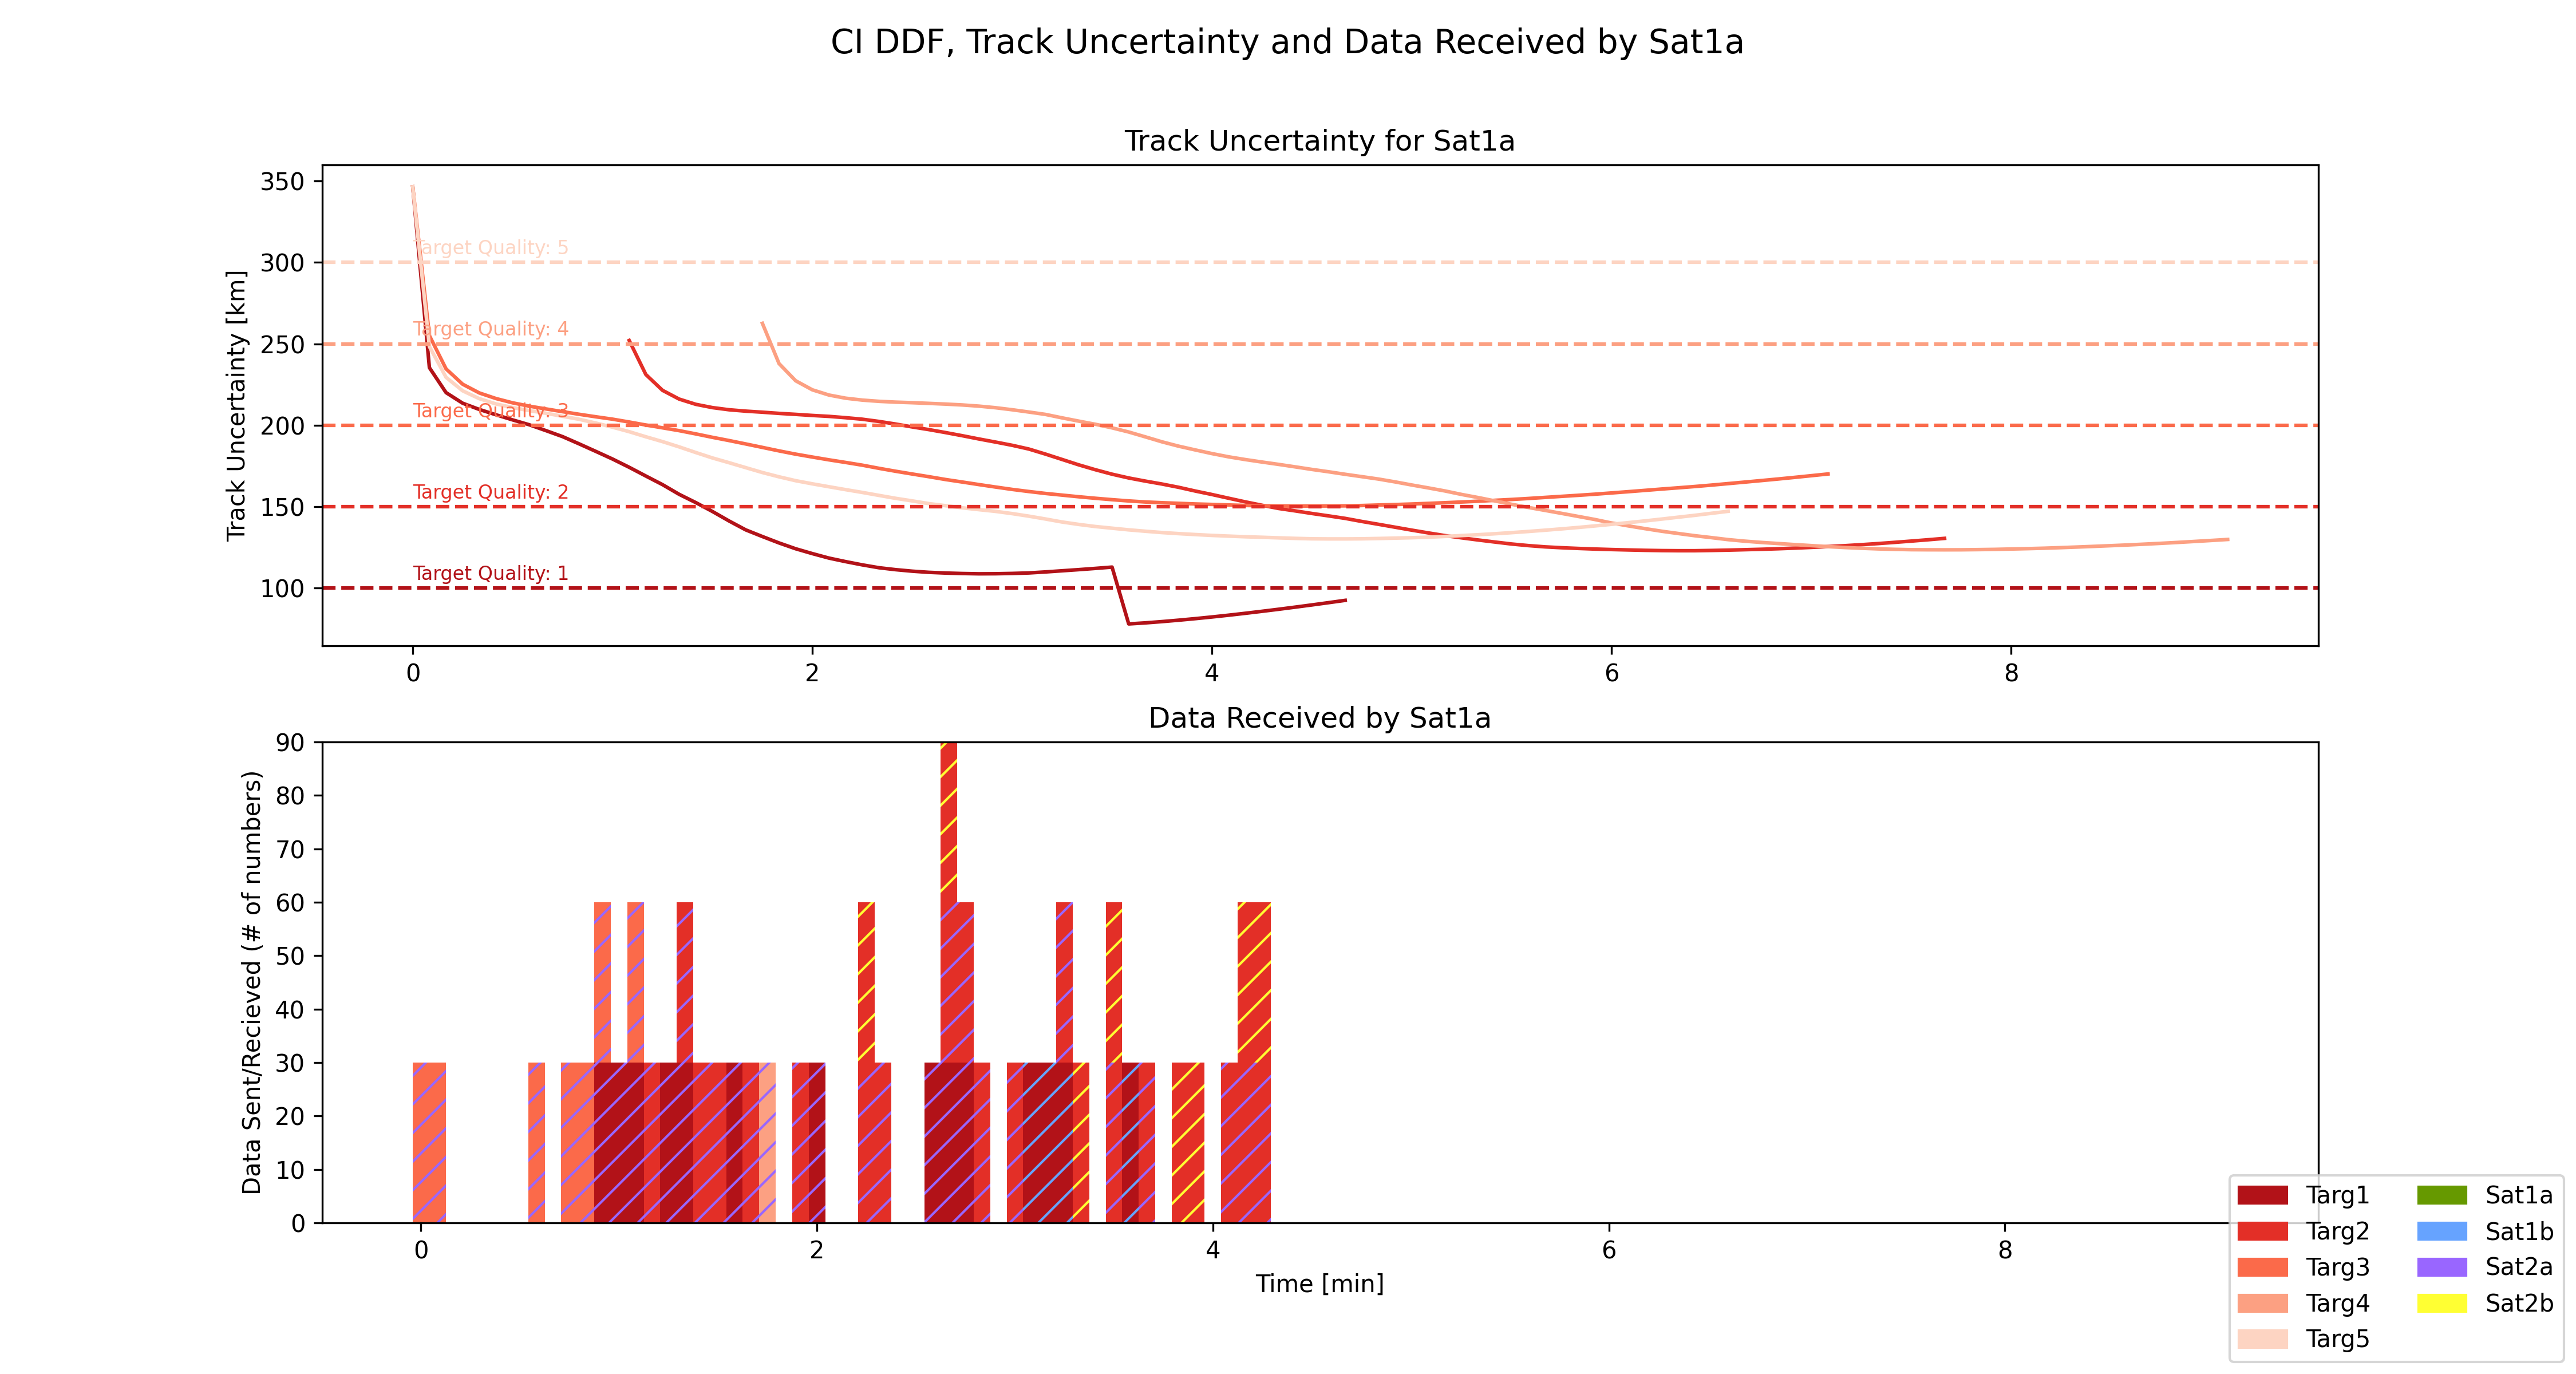 CI DDF, Track Uncertainty and Data Received by Sat1a
Track Uncertainty for Sat1a
Track Uncertainty [km]
350
300
250
200
150
100
Target Quality: 5
Target Quality: 4
Target Quality: 3
Target Quality: 2
Target Quality: 1
0 2 4 6 8
Data Received by Sat1a
Data Sent/Recieved (# of numbers)
90
80
70
60
50
40
30
20
10
0
0 2 4 6 8
Time [min]
Targ1 Sat1a
Targ2 Sat1b
Targ3 Sat2a
Targ4 Sat2b
Targ5